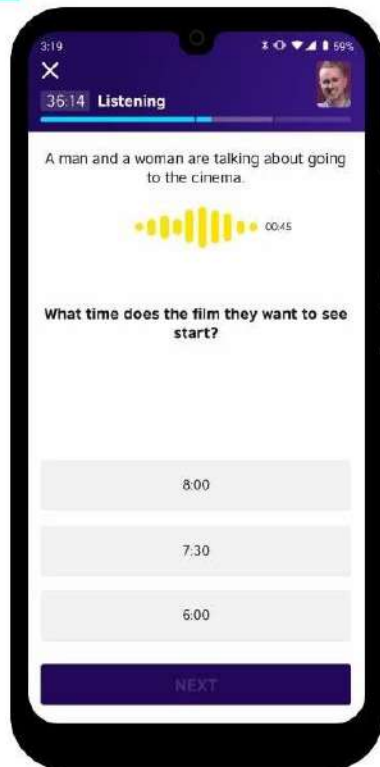 3:19
59%
36:14 Listening
A man and a woman are talking about going
to the cinema.
00:45
What time does the film they want to see
start?
8:00
7:30
6:00
NEXT